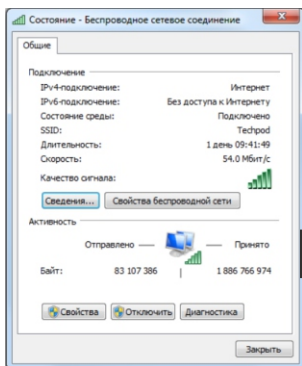 Состояние - Беспроводное сетевое соединение
Общие
Подключение
IPv4-подключение: Интернет
IPv6-подключение: Без доступа к Интернету
Состояние среды: Подключено
SSID: Techpod
Длительность: 1 день 09:41:49
Скорость: 54.0 Мбит/с
Качество сигнала:
Сведения... Свойства беспроводной сети
Активность
Отправлено — — Принято
Байт: 83 107 386 | 1 886 766 974
Свойства Отключить Диагностика
Закрыть